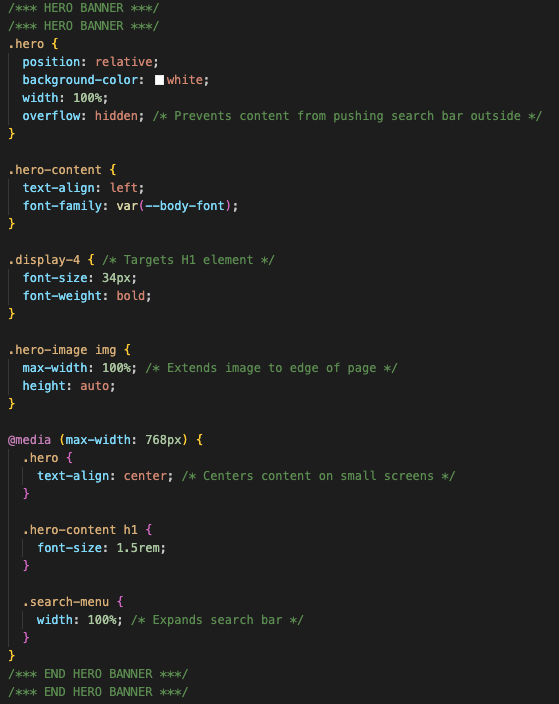 /*** HERO BANNER ***/
/*** HERO BANNER ***/
.hero {
  position: relative;
  background-color: white;
  width: 100%;
  overflow: hidden; /* Prevents content from pushing search bar outside */
}

.hero-content {
  text-align: left;
  font-family: var(--body-font);
}

.display-4 { /* Targets H1 element */
  font-size: 34px;
  font-weight: bold;
}

.hero-image img {
  max-width: 100%; /* Extends image to edge of page */
  height: auto;
}

@media (max-width: 768px) {
  .hero {
    text-align: center; /* Centers content on small screens */
  }

  .hero-content h1 {
    font-size: 1.5rem;
  }

  .search-menu {
    width: 100%; /* Expands search bar */
  }
}
/*** END HERO BANNER ***/
/*** END HERO BANNER ***/